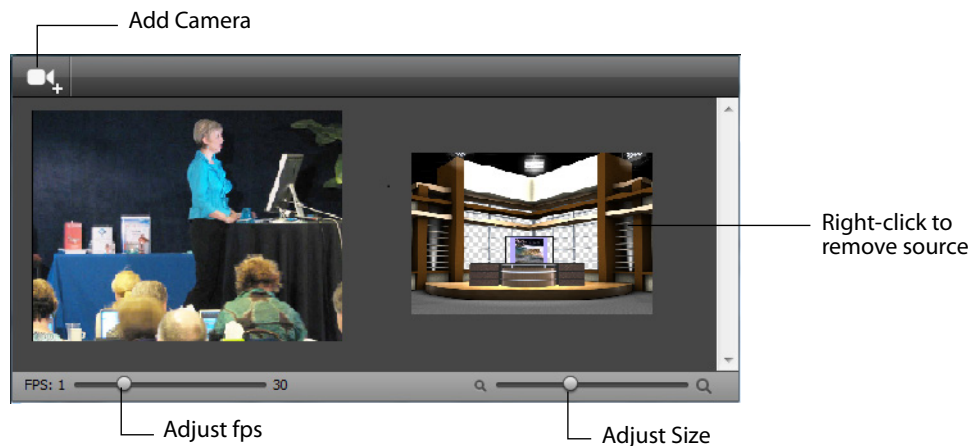 Add Camera
Right-click to
remove source
FPS: 1 30
Adjust fps
Adjust Size